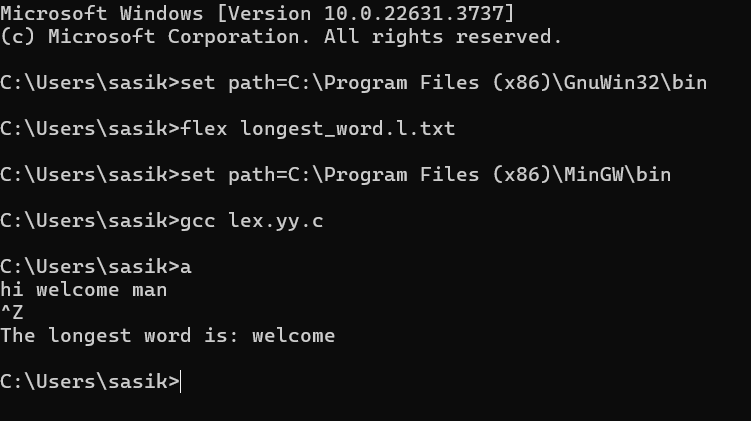 Microsoft Windows [Version 10.0.22631.3737]
(c) Microsoft Corporation. All rights reserved.
C:\Users\sasik>set path=C:\Program Files (x86)\GnuWin32\bin
C:\Users\sasik>flex longest_word.l.txt
C:\Users\sasik>set path=C:\Program Files (x86)\MinGW\bin
C:\Users\sasik>gcc lex.yy.c
C:\Users\sasik>a
hi welcome man
^Z
The longest word is: welcome
C:\Users\sasik>